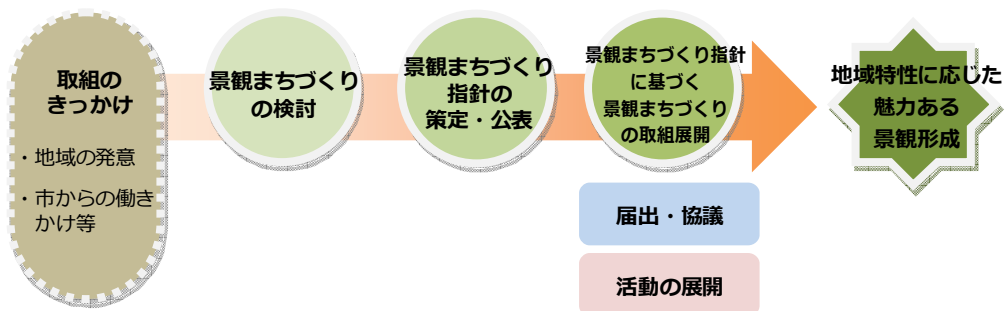 取組の
きっかけ
・地域の発意
・市からの働き
かけ等
景観まちづくり
の検討
景観まちづくり
指針の
策定・公表
景観まちづくり指針
に基づく
景観まちづくり
の取組展開
届出・協議
活動の展開
地域特性に応じた
魅力ある
景観形成